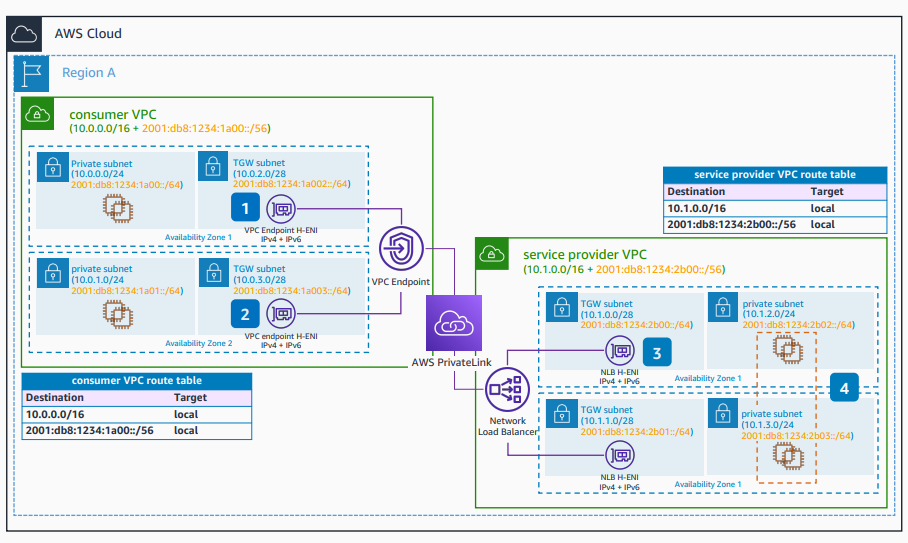 AWS Cloud
Region A
consumer VPC
(10.0.0.0/16 + 2001:db8:1234:1a00::/56)
Private subnet
(10.0.0.0/24
2001:db8:1234:1a00::/64)
TGW subnet
(10.0.2.0/28
2001:db8:1234:1a002::/64)
1
VPC Endpoint H-ENI
IPv4 + IPv6
Availability Zone 1
private subnet
(10.0.1.0/24
2001:db8:1234:1a01::/64)
TGW subnet
(10.0.3.0/28
2001:db8:1234:1a003::/64)
2
VPC endpoint H-ENI
IPv4 + IPv6
Availability Zone 2
VPC Endpoint
AWS PrivateLink
consumer VPC route table
Destination Target
10.0.0.0/16 local
2001:db8:1234:1a00::/56 local
service provider VPC route table
Destination Target
10.1.0.0/16 local
2001:db8:1234:2b00::/56 local
service provider VPC
(10.1.0.0/16 + 2001:db8:1234:2b00::/56)
TGW subnet
(10.1.0.0/28
2001:db8:1234:2b00::/64)
private subnet
(10.1.2.0/24
2001:db8:1234:2b02::/64)
3
NLB H-ENI
IPv4 + IPv6
Availability Zone 1
4
Network
Load Balancer
TGW subnet
(10.1.1.0/28
2001:db8:1234:2b01::/64)
private subnet
(10.1.3.0/24
2001:db8:1234:2b03::/64)
NLB H-ENI
IPv4 + IPv6
Availability Zone 1